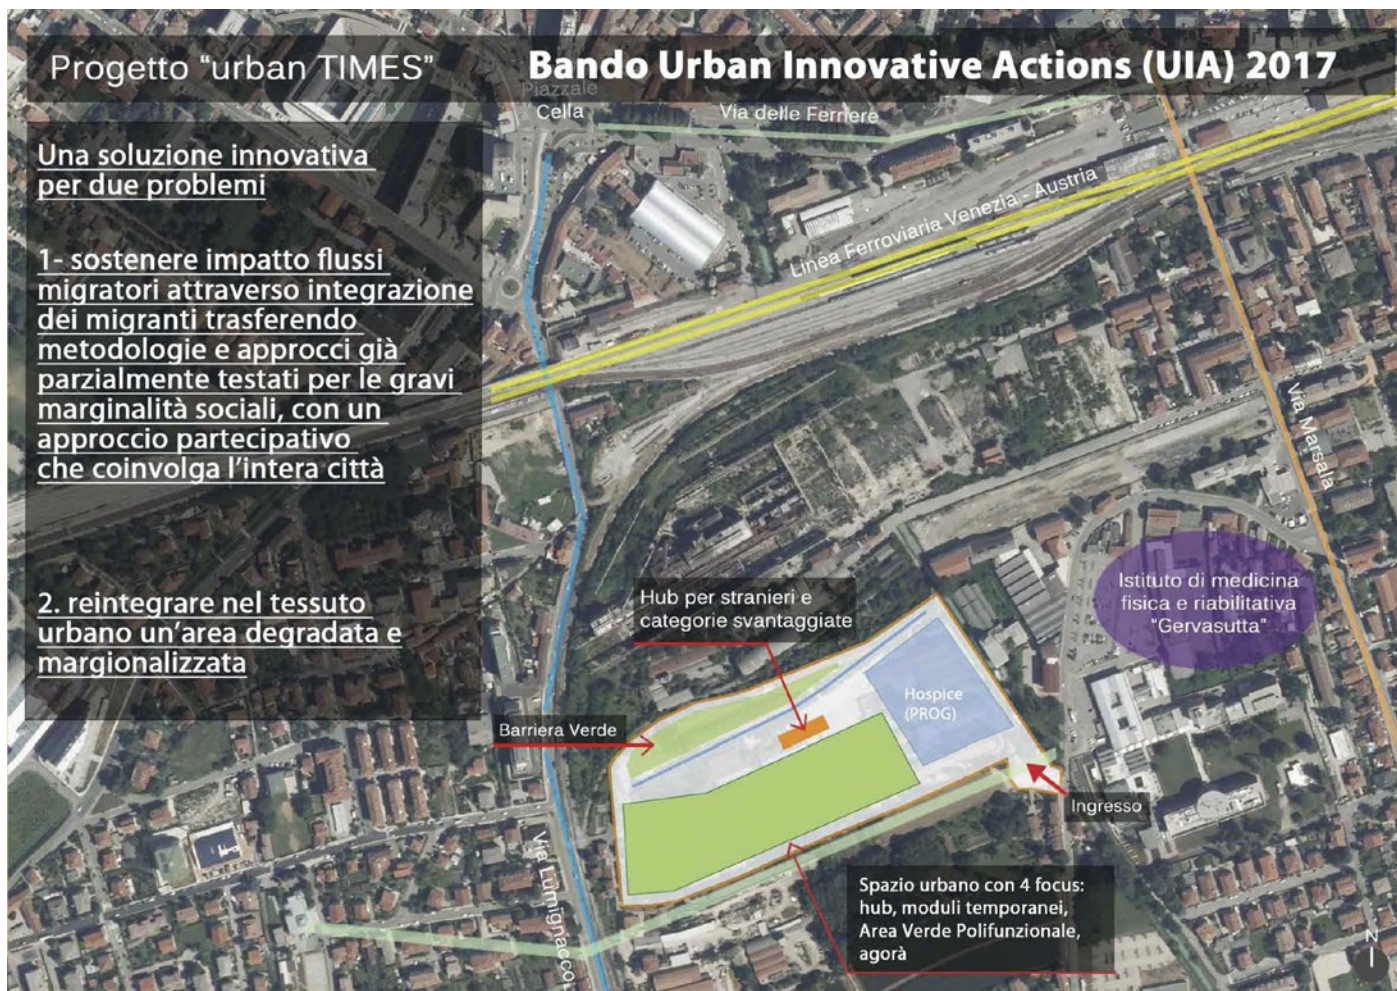 Progetto “urban TIMES”
Bando Urban Innovative Actions (UIA) 2017
Una soluzione innovativa
per due problemi
1- sostenere impatto flussi
migratori attraverso integrazione
dei migranti trasferendo
metodologie e approcci già
parzialmente testati per le gravi
marginalità sociali, con un
approccio partecipativo
che coinvolga l’intera città
2. reintegrare nel tessuto
urbano un’area degradata e
margionalizzata
Piazzale
Cella
Via delle Ferriere
Linea Ferroviaria Venezia - Austria
Via Marsala
Istituto di medicina
fisica e riabilitativa
“Gervasutta”
Hub per stranieri e
categorie svantaggiate
Hospice
(PROG)
Barriera Verde
Ingresso
Via Lumignacco
Spazio urbano con 4 focus:
hub, moduli temporanei,
Area Verde Polifunzionale,
agorà
N